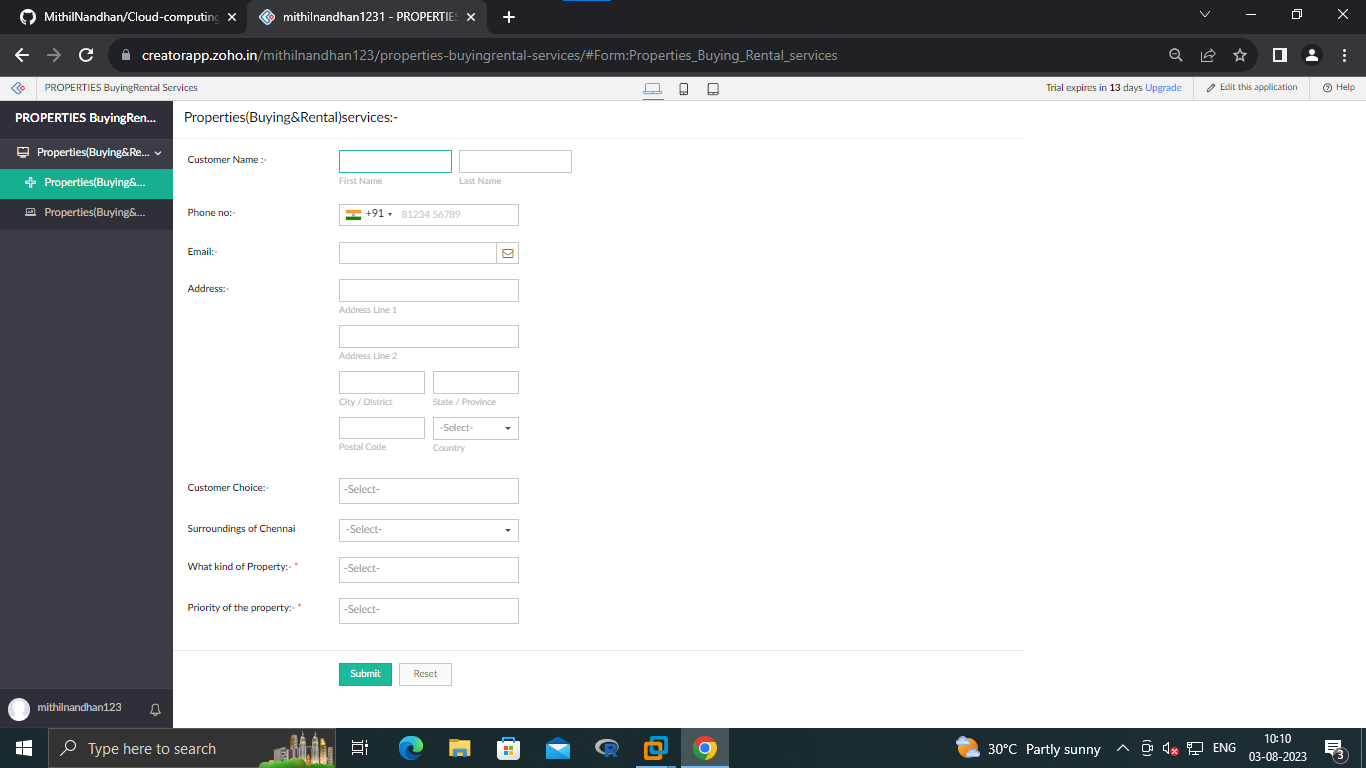 MithilNandhan/Cloud-computing
mithilnandhan1231 - PROPERTIES
creatorapp.zoho.in/mithilnandhan123/properties-buyingrental-services/#Form:Properties_Buying_Rental_services
PROPERTIES BuyingRental Services
Trial expires in 13 days Upgrade
Edit this application
Help
PROPERTIES BuyingRen...
Properties(Buying&Re...
Properties(Buying&...
Properties(Buying&...
mithilnandhan123
Properties(Buying&Rental)services:-
Customer Name :-
First Name
Last Name
Phone no:-
+91
81234 56789
Email:-
Address:-
Address Line 1
Address Line 2
City / District
State / Province
-Select-
Postal Code
Country
Customer Choice:-
-Select-
Surroundings of Chennai
-Select-
What kind of Property:- *
-Select-
Priority of the property:- *
-Select-
Submit
Reset
Type here to search
30°C Partly sunny
ENG
10:10
03-08-2023
3